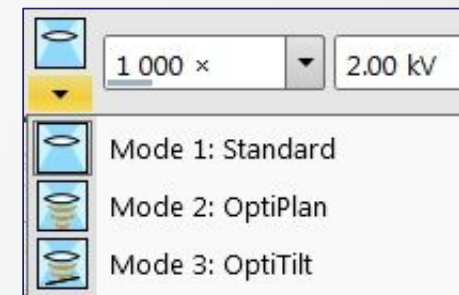 1 000 × 2.00 kV
Mode 1: Standard
Mode 2: OptiPlan
Mode 3: OptiTilt